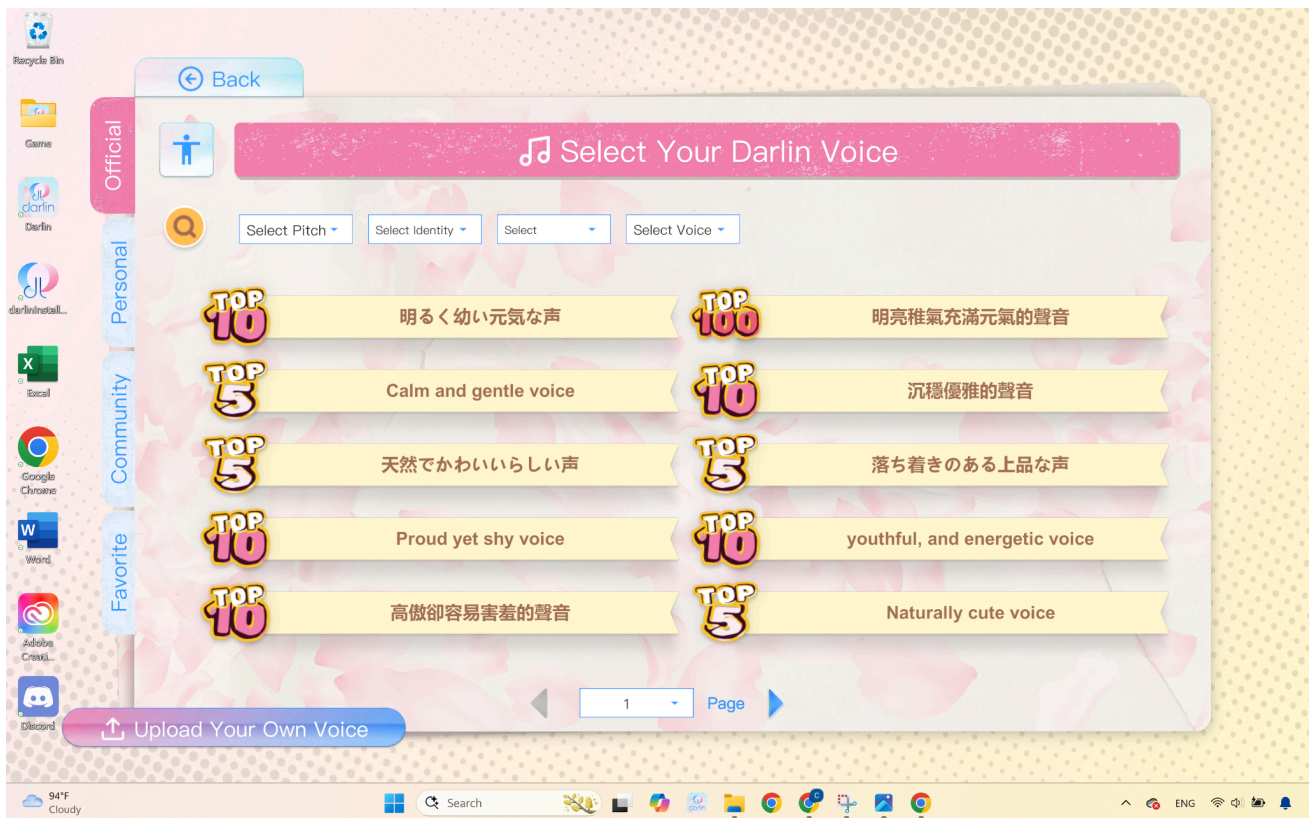 Recycle Bin
Back
Game
Official
Select Your Darlin Voice
darlin
Darlin
Select Pitch
Select Identity
Select
Select Voice
Personal
darlinInstall...
TOP 10
明るく幼い元気な声
TOP 100
明亮稚氣充滿元氣的聲音
Excel
TOP 5
Calm and gentle voice
TOP 10
沉穩優雅的聲音
Community
Google
Chrome
TOP 5
天然でかわいいらしい声
TOP 5
落ち着きのある上品な声
Word
TOP 10
Proud yet shy voice
TOP 10
youthful, and energetic voice
Favorite
Adobe
Creati...
TOP 10
高傲卻容易害羞的聲音
TOP 5
Naturally cute voice
Discord
1
Page
Upload Your Own Voice
94°F
Cloudy
Search
ENG